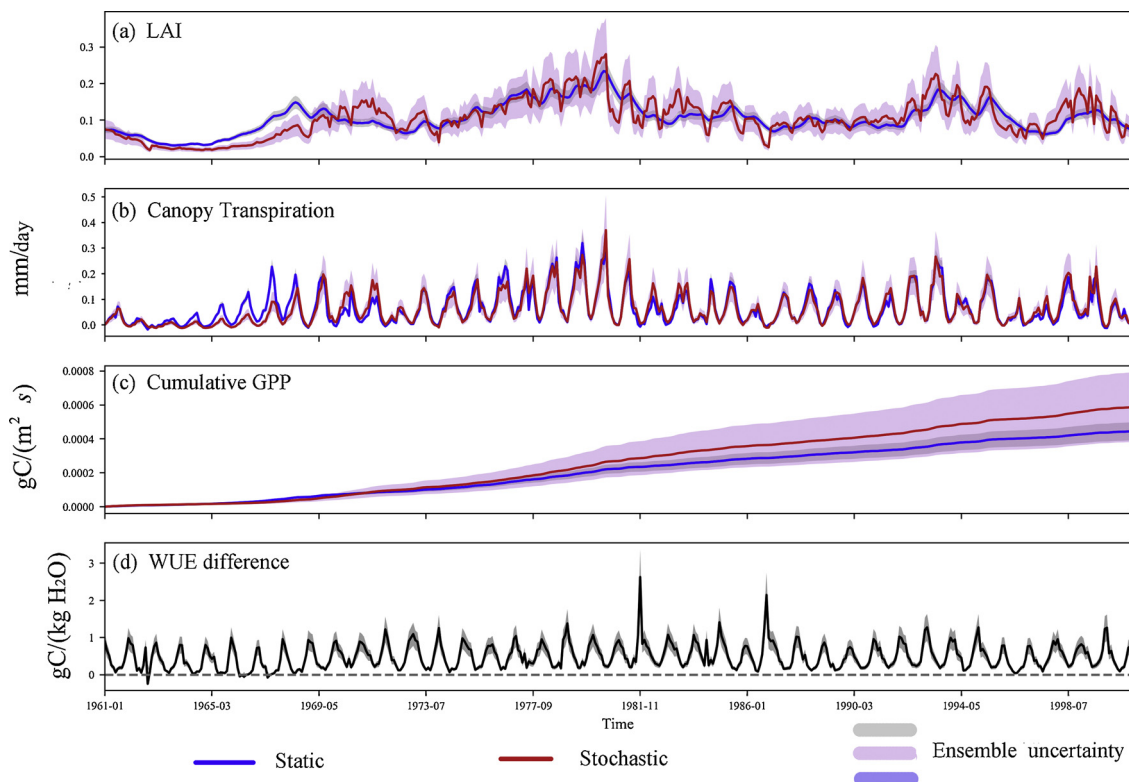 (a) LAI
0.3
0.2
0.1
0.0
(b) Canopy Transpiration
mm/day
0.5
0.4
0.3
0.2
0.1
0.0
(c) Cumulative GPP
gC/(m² s)
0.0008
0.0006
0.0004
0.0002
0.0000
(d) WUE difference
gC/(kg H₂O)
3
2
1
0
1961-01 1965-03 1969-05 1973-07 1977-09 1981-11 1986-01 1990-03 1994-05 1998-07
Time
Static Stochastic Ensemble uncertainty